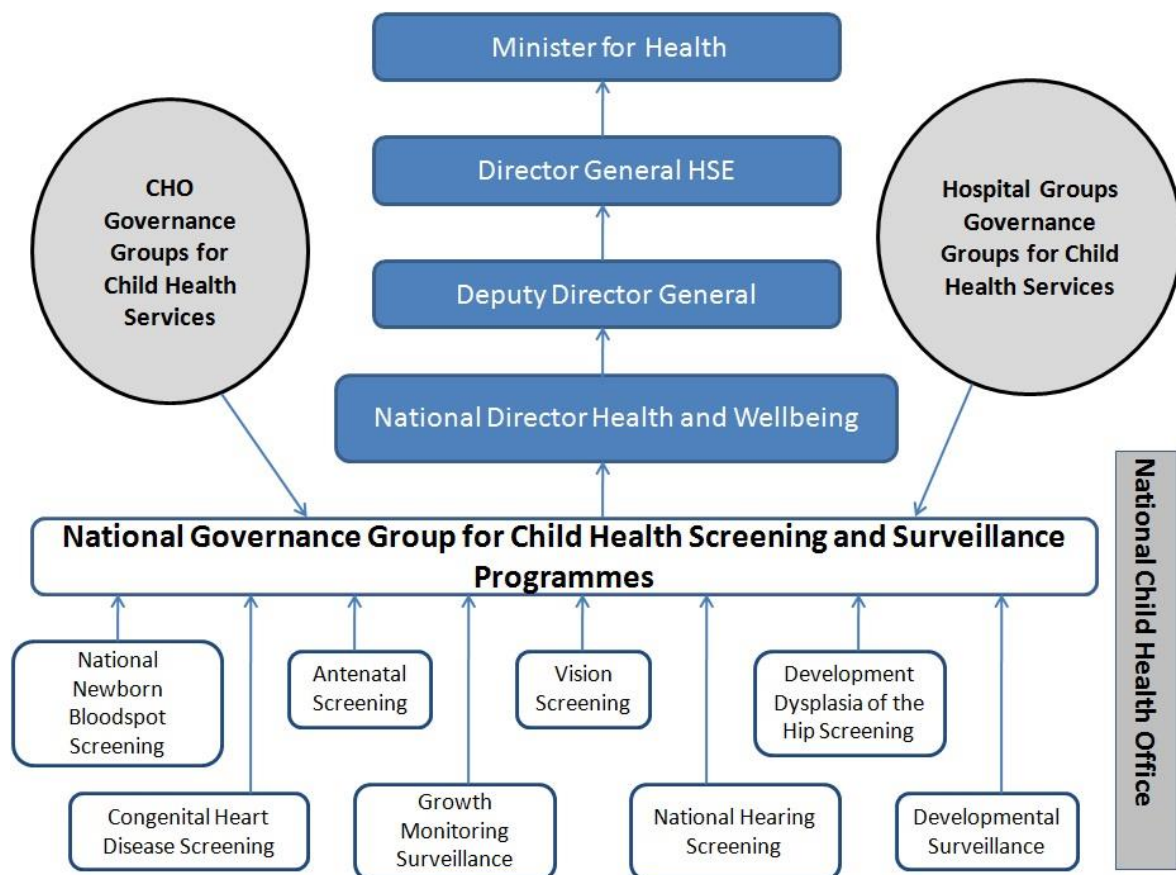 Minister for Health
Director General HSE
Deputy Director General
National Director Health and Wellbeing
CHO
Governance
Groups for
Child Health
Services
Hospital Groups
Governance
Groups for Child
Health Services
National Governance Group for Child Health Screening and Surveillance
Programmes
National Child Health Office
National
Newborn
Bloodspot
Screening
Antenatal
Screening
Vision
Screening
Development
Dysplasia of the
Hip Screening
Congenital Heart
Disease Screening
Growth
Monitoring
Surveillance
National Hearing
Screening
Developmental
Surveillance